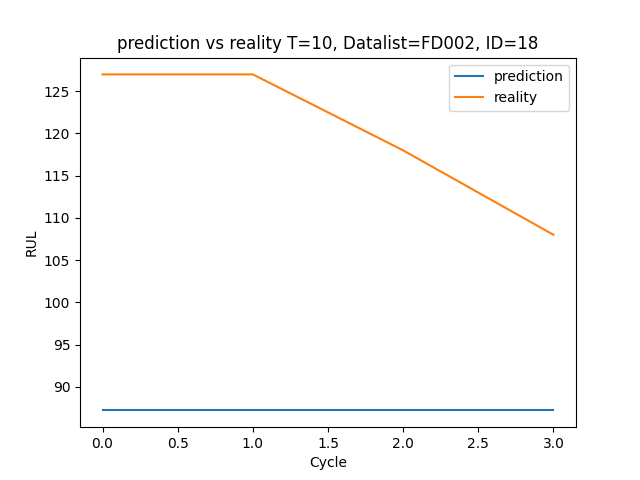 prediction vs reality T=10, Datalist=FD002, ID=18
prediction
reality
125
120
115
110
105
100
95
90
RUL
0.0 0.5 1.0 1.5 2.0 2.5 3.0
Cycle